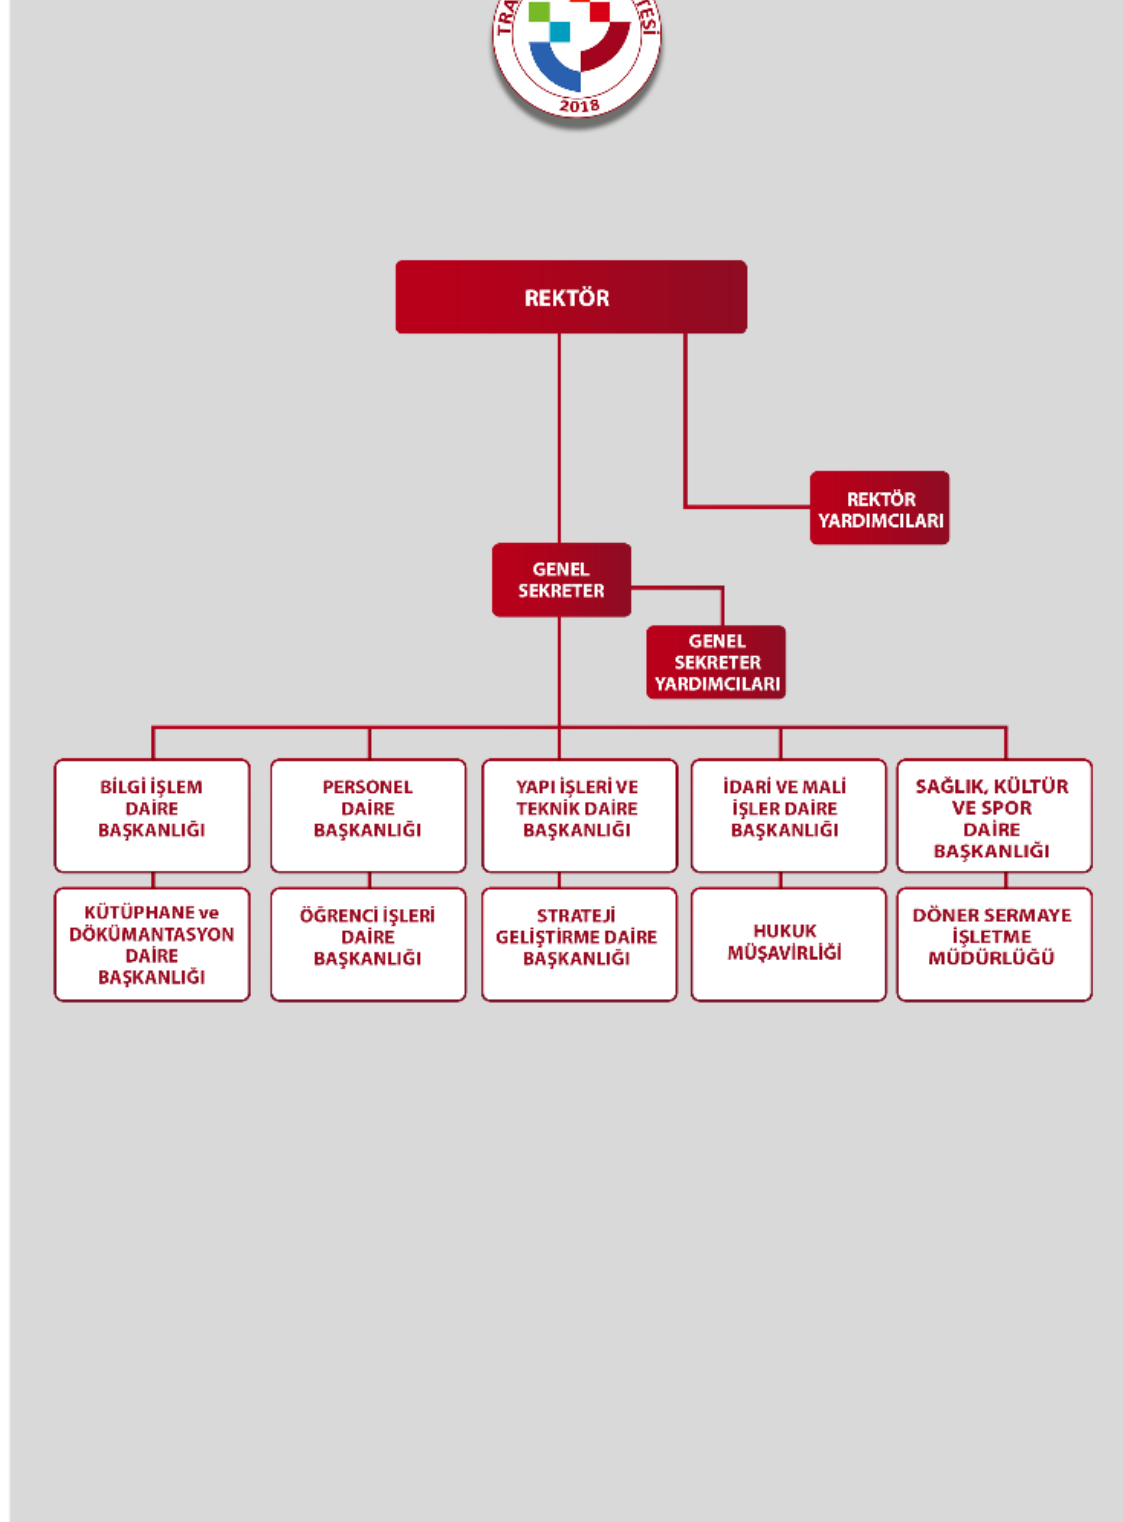 2018
REKTÖR
REKTÖR
YARDIMCILARI
GENEL
SEKRETER
GENEL
SEKRETER
YARDIMCILARI
BİLGİ İŞLEM
DAİRE
BAŞKANLIĞI
PERSONEL
DAİRE
BAŞKANLIĞI
YAPI İŞLERİ VE
TEKNİK DAİRE
BAŞKANLIĞI
İDARİ VE MALİ
İŞLER DAİRE
BAŞKANLIĞI
SAĞLIK, KÜLTÜR
VE SPOR
DAİRE
BAŞKANLIĞI
KÜTÜPHANE ve
DÖKÜMANTASYON
DAİRE
BAŞKANLIĞI
ÖĞRENCİ İŞLERİ
DAİRE
BAŞKANLIĞI
STRATEJİ
GELİŞTİRME DAİRE
BAŞKANLIĞI
HUKUK
MÜŞAVİRLİĞİ
DÖNER SERMAYE
İŞLETME
MÜDÜRLÜĞÜ